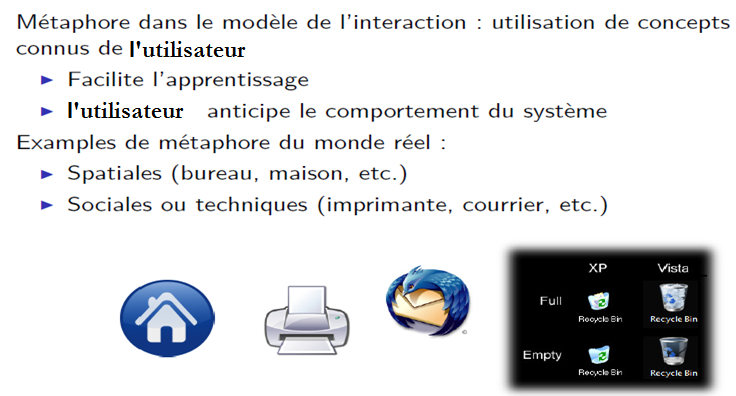 Métaphore dans le modèle de l'interaction : utilisation de concepts
connus de l'utilisateur
► Facilite l'apprentissage
► l'utilisateur anticipe le comportement du système
Examples de métaphore du monde réel :
► Spatiales (bureau, maison, etc.)
► Sociales ou techniques (imprimante, courrier, etc.)
XP Vista
Full
Recycle Bin Recycle Bin
Empty
Recycle Bin Recycle Bin